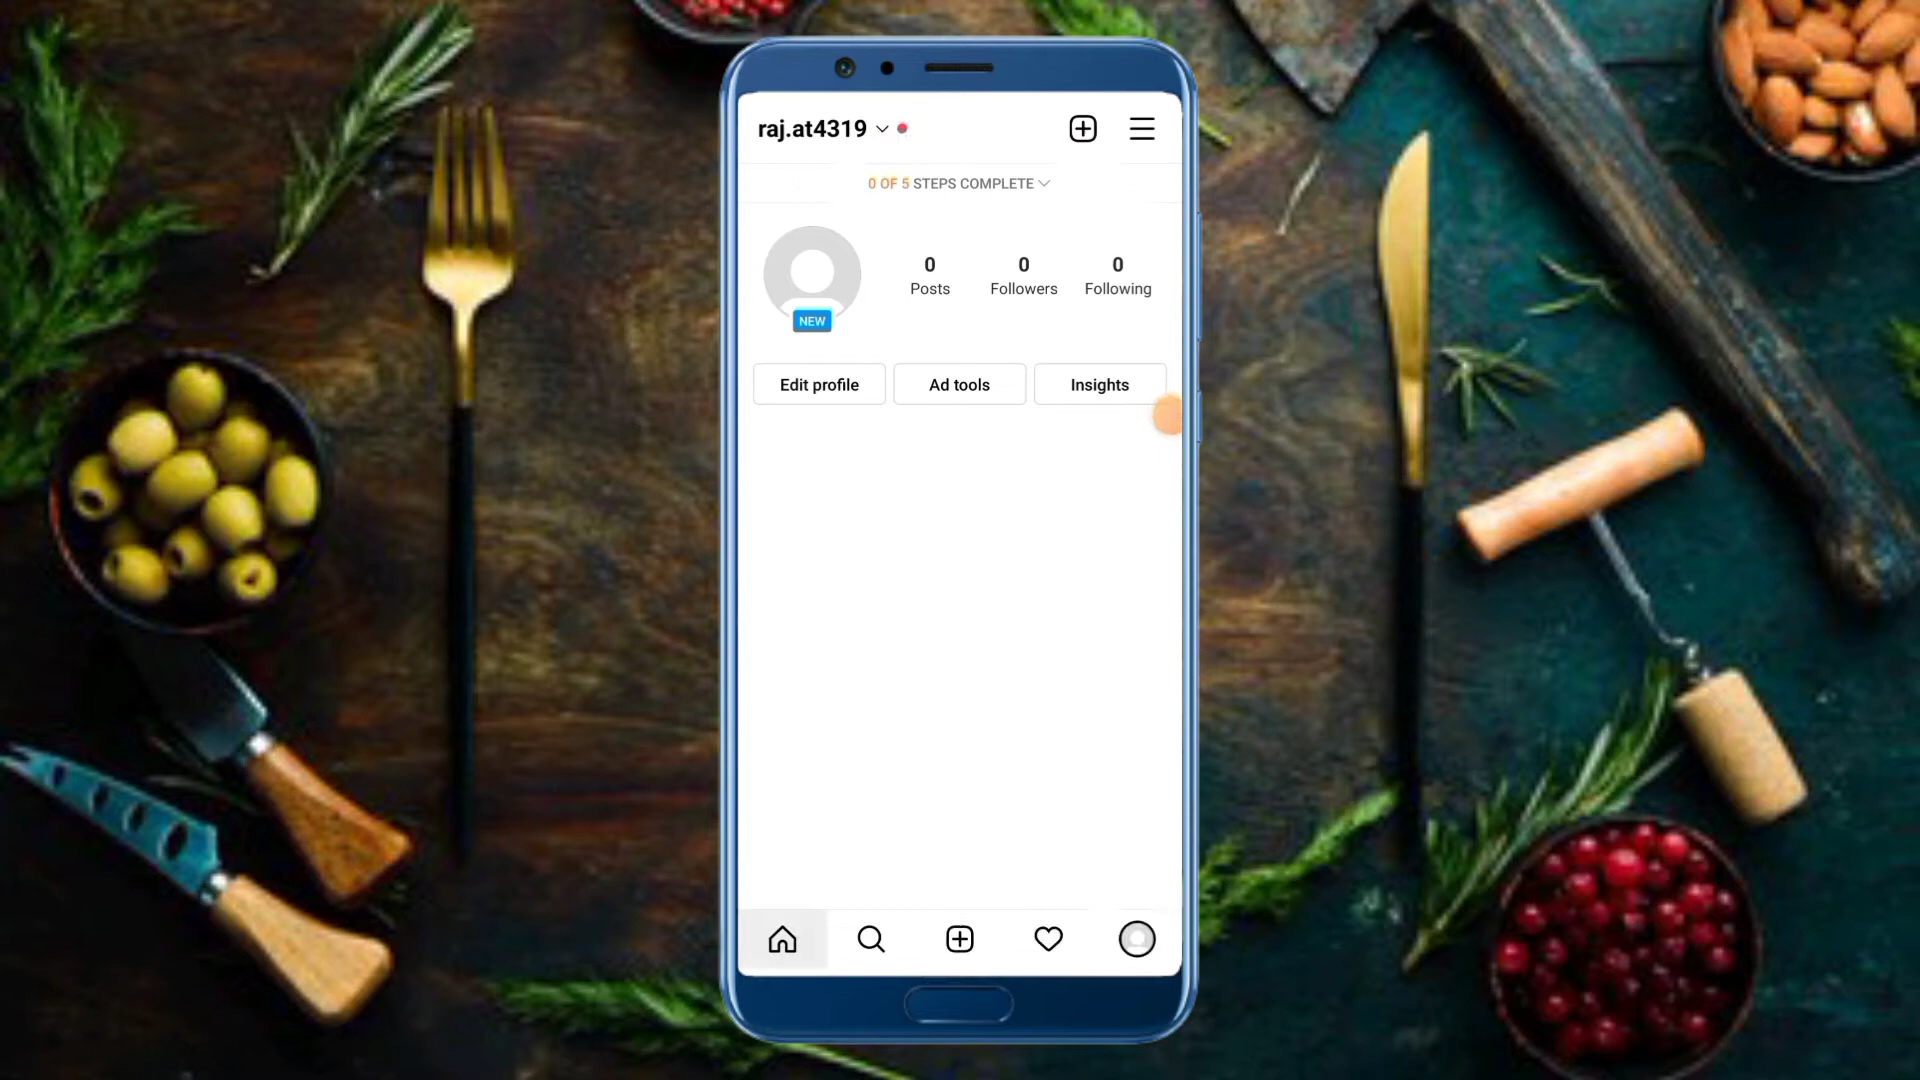 raj.at4319
0 OF 5 STEPS COMPLETE
0 0 0
Posts Followers Following
NEW
Edit profile Ad tools Insights